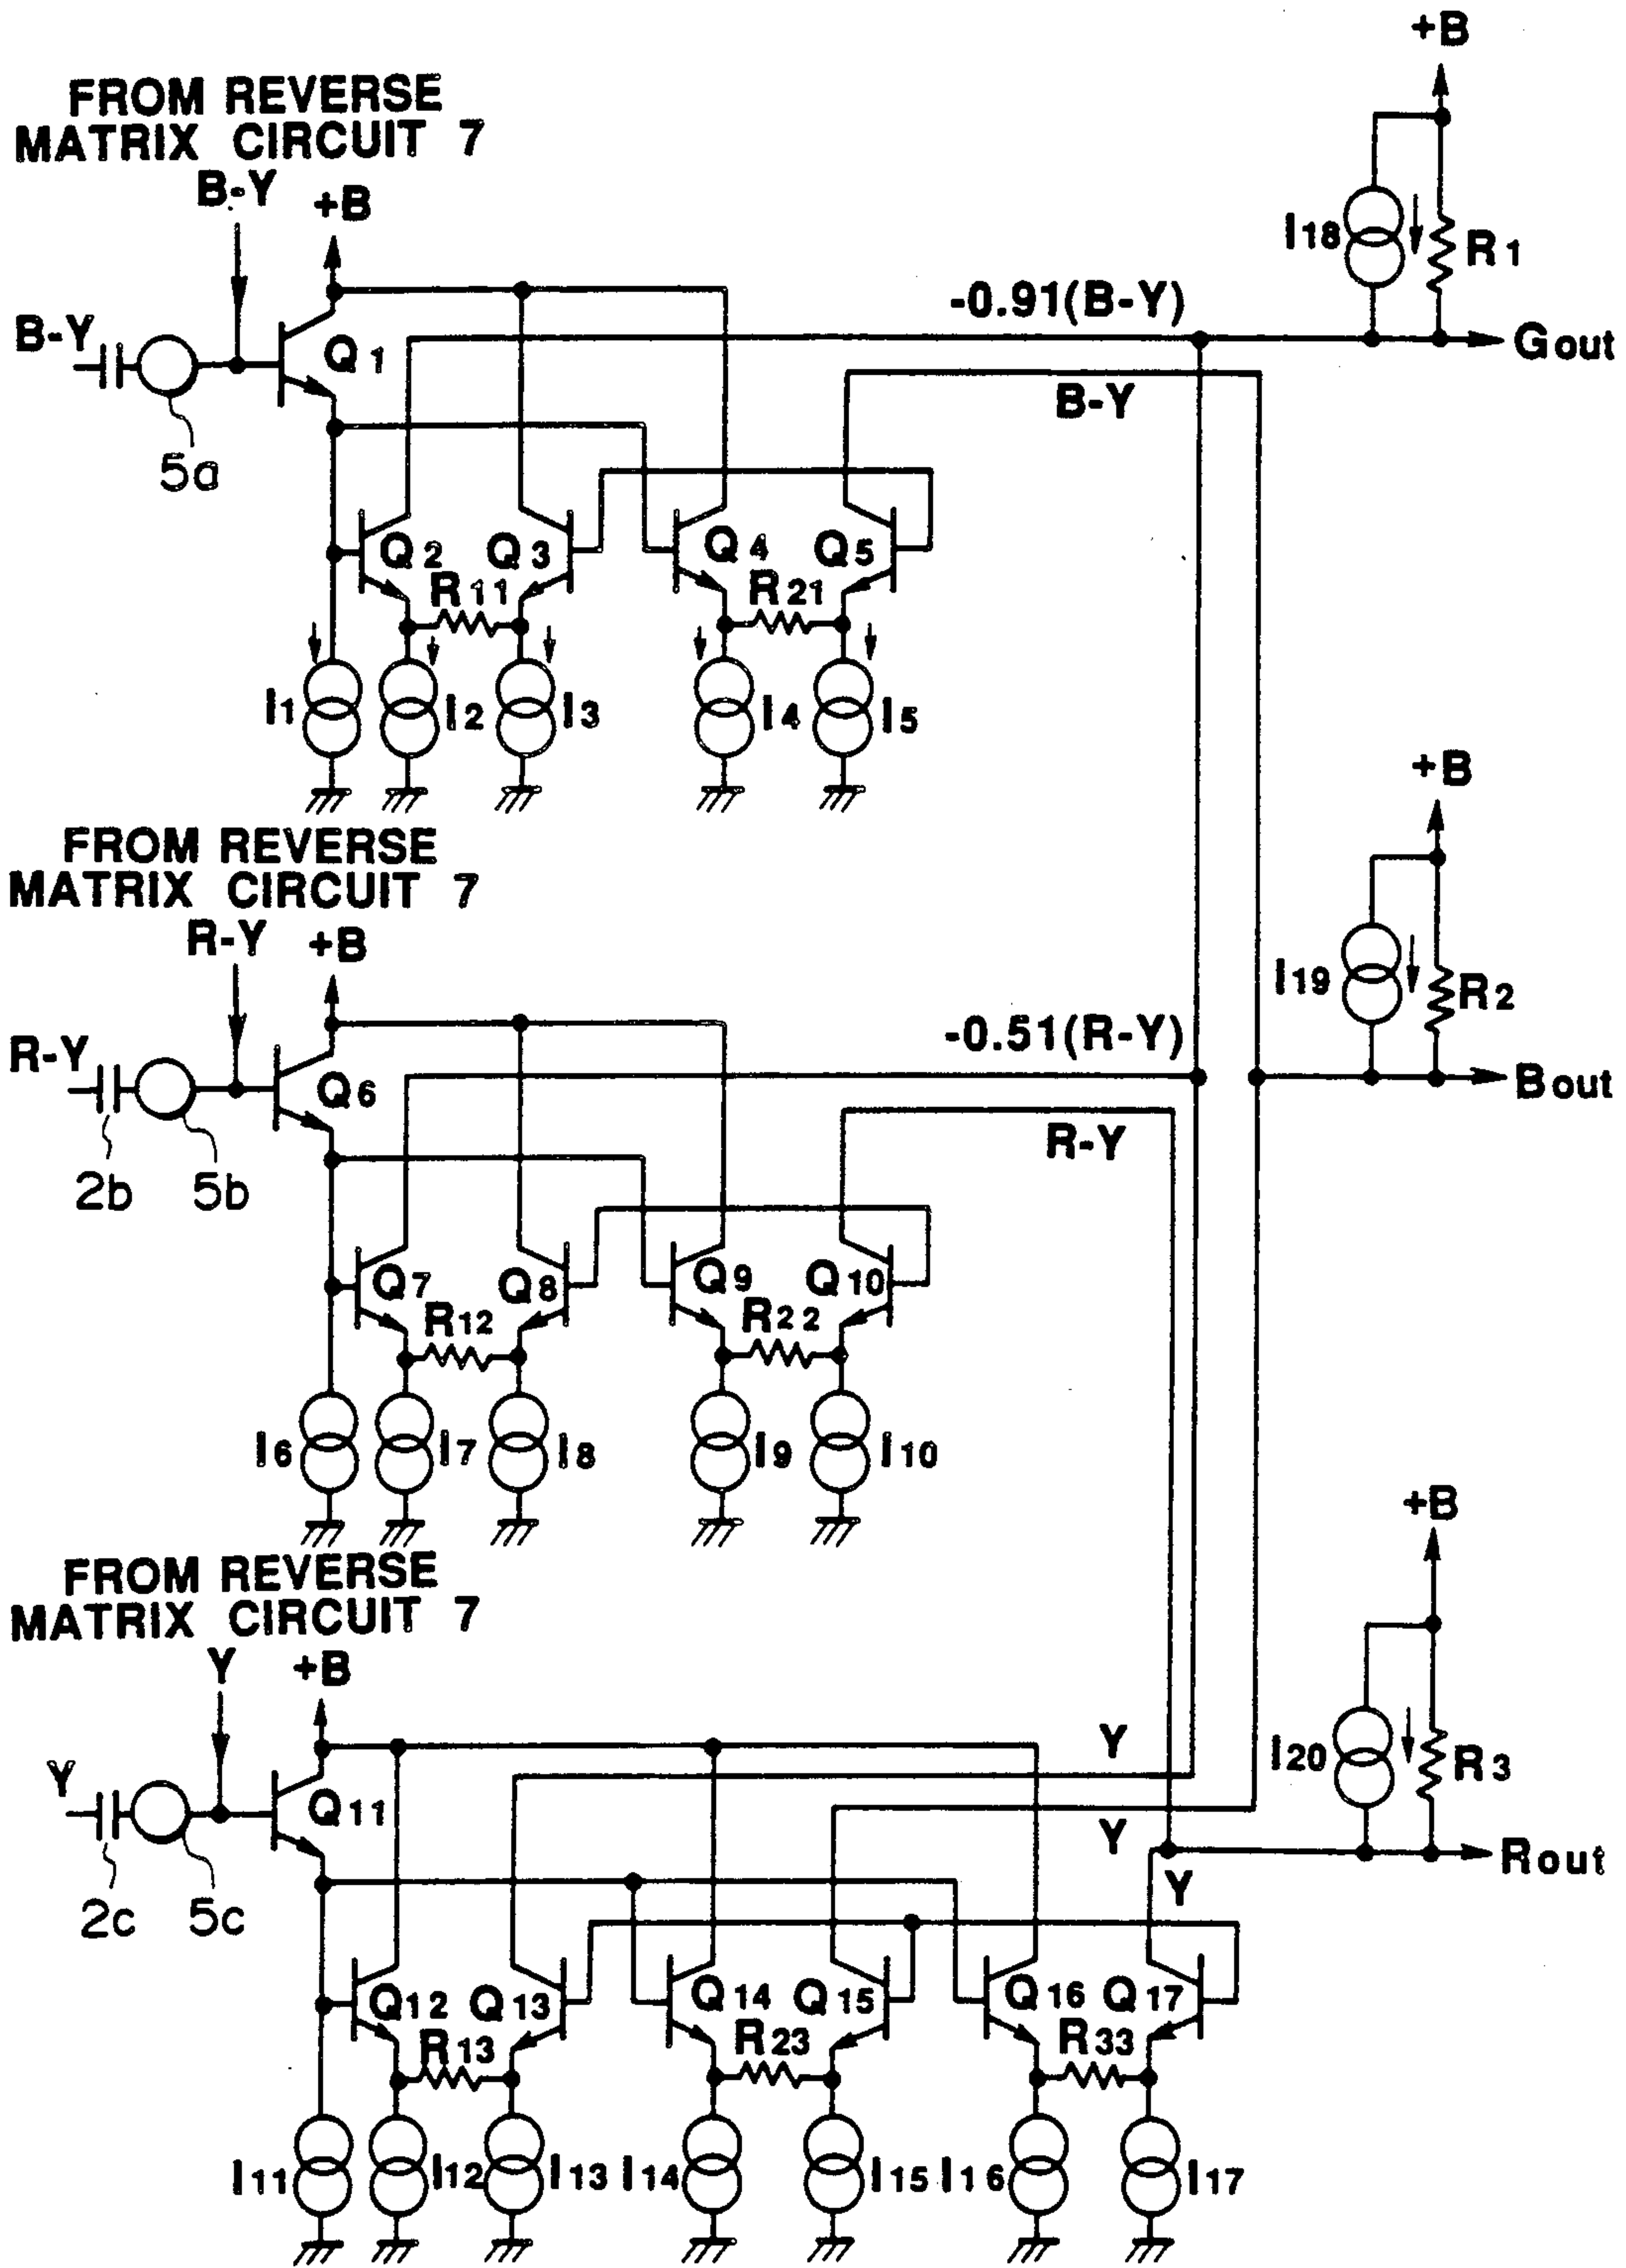 +B
FROM REVERSE
MATRIX CIRCUIT 7
B-Y
+B
I18
R1
-0.91(B-Y)
B-Y
Q1
Gout
B-Y
5a
Q2
Q3
Q4
Q5
R11
R21
I1
I2
I3
I4
I5
+B
FROM REVERSE
MATRIX CIRCUIT 7
R-Y
+B
I19
R2
-0.51(R-Y)
R-Y
Q6
Bout
R-Y
2b
5b
Q7
Q8
Q9
Q10
R12
R22
I6
I7
I8
I9
I10
+B
FROM REVERSE
MATRIX CIRCUIT 7
Y
+B
Y
I20
R3
Y
Q11
Y
Rout
Y
2c
5c
Q12
Q13
Q14
Q15
Q16
Q17
R13
R23
R33
I11
I12
I13
I14
I15
I16
I17